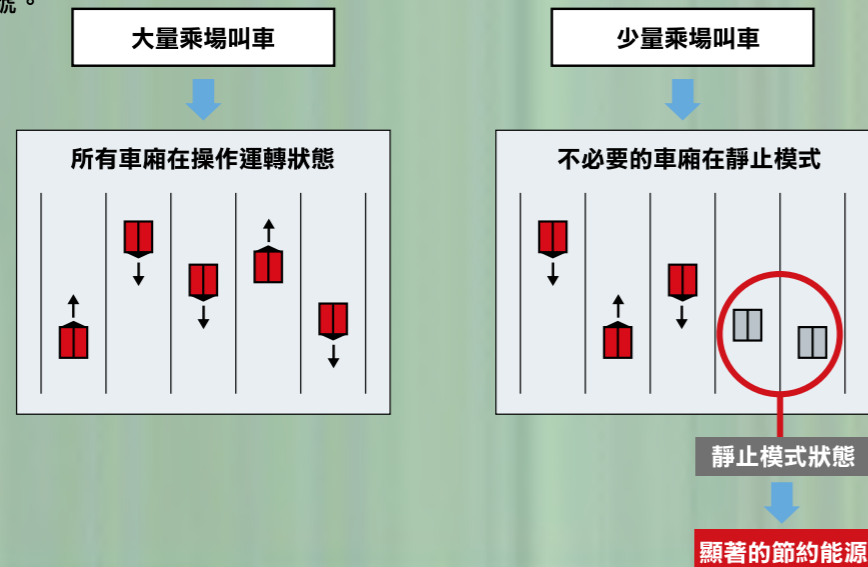 號。
大量乘場叫車
少量乘場叫車
所有車廂在操作運轉狀態
不必要的車廂在靜止模式
靜止模式狀態
顯著的節約能源